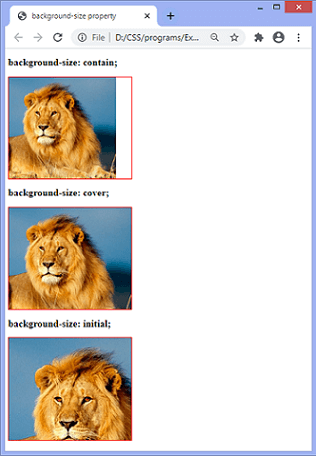 background-size property
File | D:/CSS/programs/Ex...
background-size: contain;
background-size: cover;
background-size: initial;